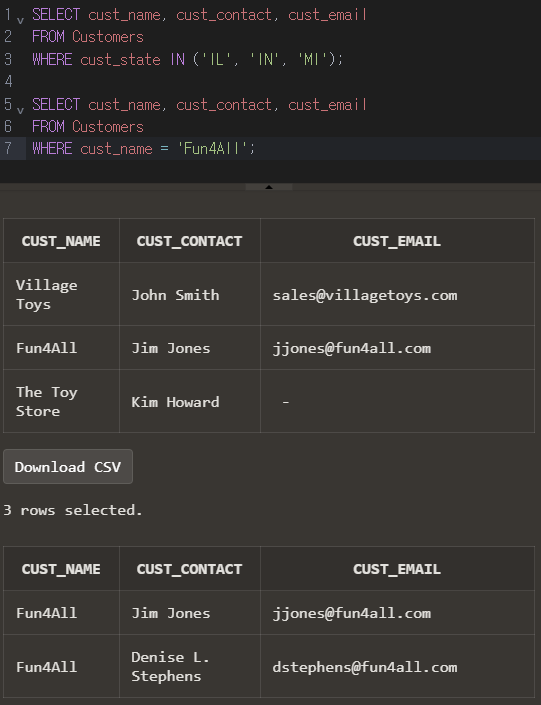 1 SELECT cust_name, cust_contact, cust_email
2 FROM Customers
3 WHERE cust_state IN ('IL', 'IN', 'MI');
4
5 SELECT cust_name, cust_contact, cust_email
6 FROM Customers
7 WHERE cust_name = 'Fun4All';
CUST_NAME CUST_CONTACT CUST_EMAIL
Village
Toys John Smith sales@villagetoys.com
Fun4All Jim Jones jjones@fun4all.com
The Toy
Store Kim Howard -
Download CSV
3 rows selected.
CUST_NAME CUST_CONTACT CUST_EMAIL
Fun4All Jim Jones jjones@fun4all.com
Fun4All Denise L.
Stephens dstephens@fun4all.com